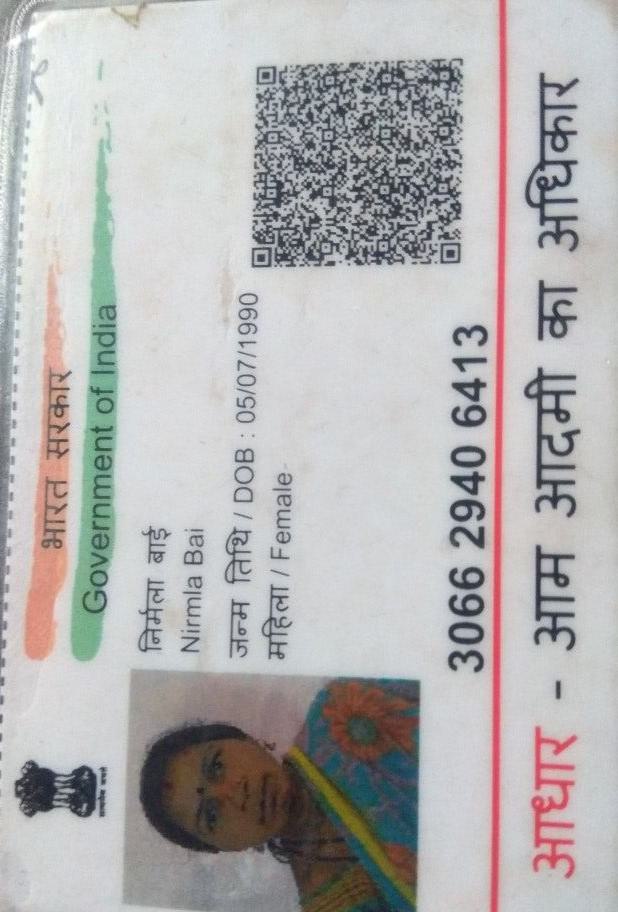 भारत सरकार
Government of India
निर्मला बाई
Nirmla Bai
जन्म तिथि / DOB : 05/07/1990
महिला / Female
3066 2940 6413
आधार - आम आदमी का अधिकार